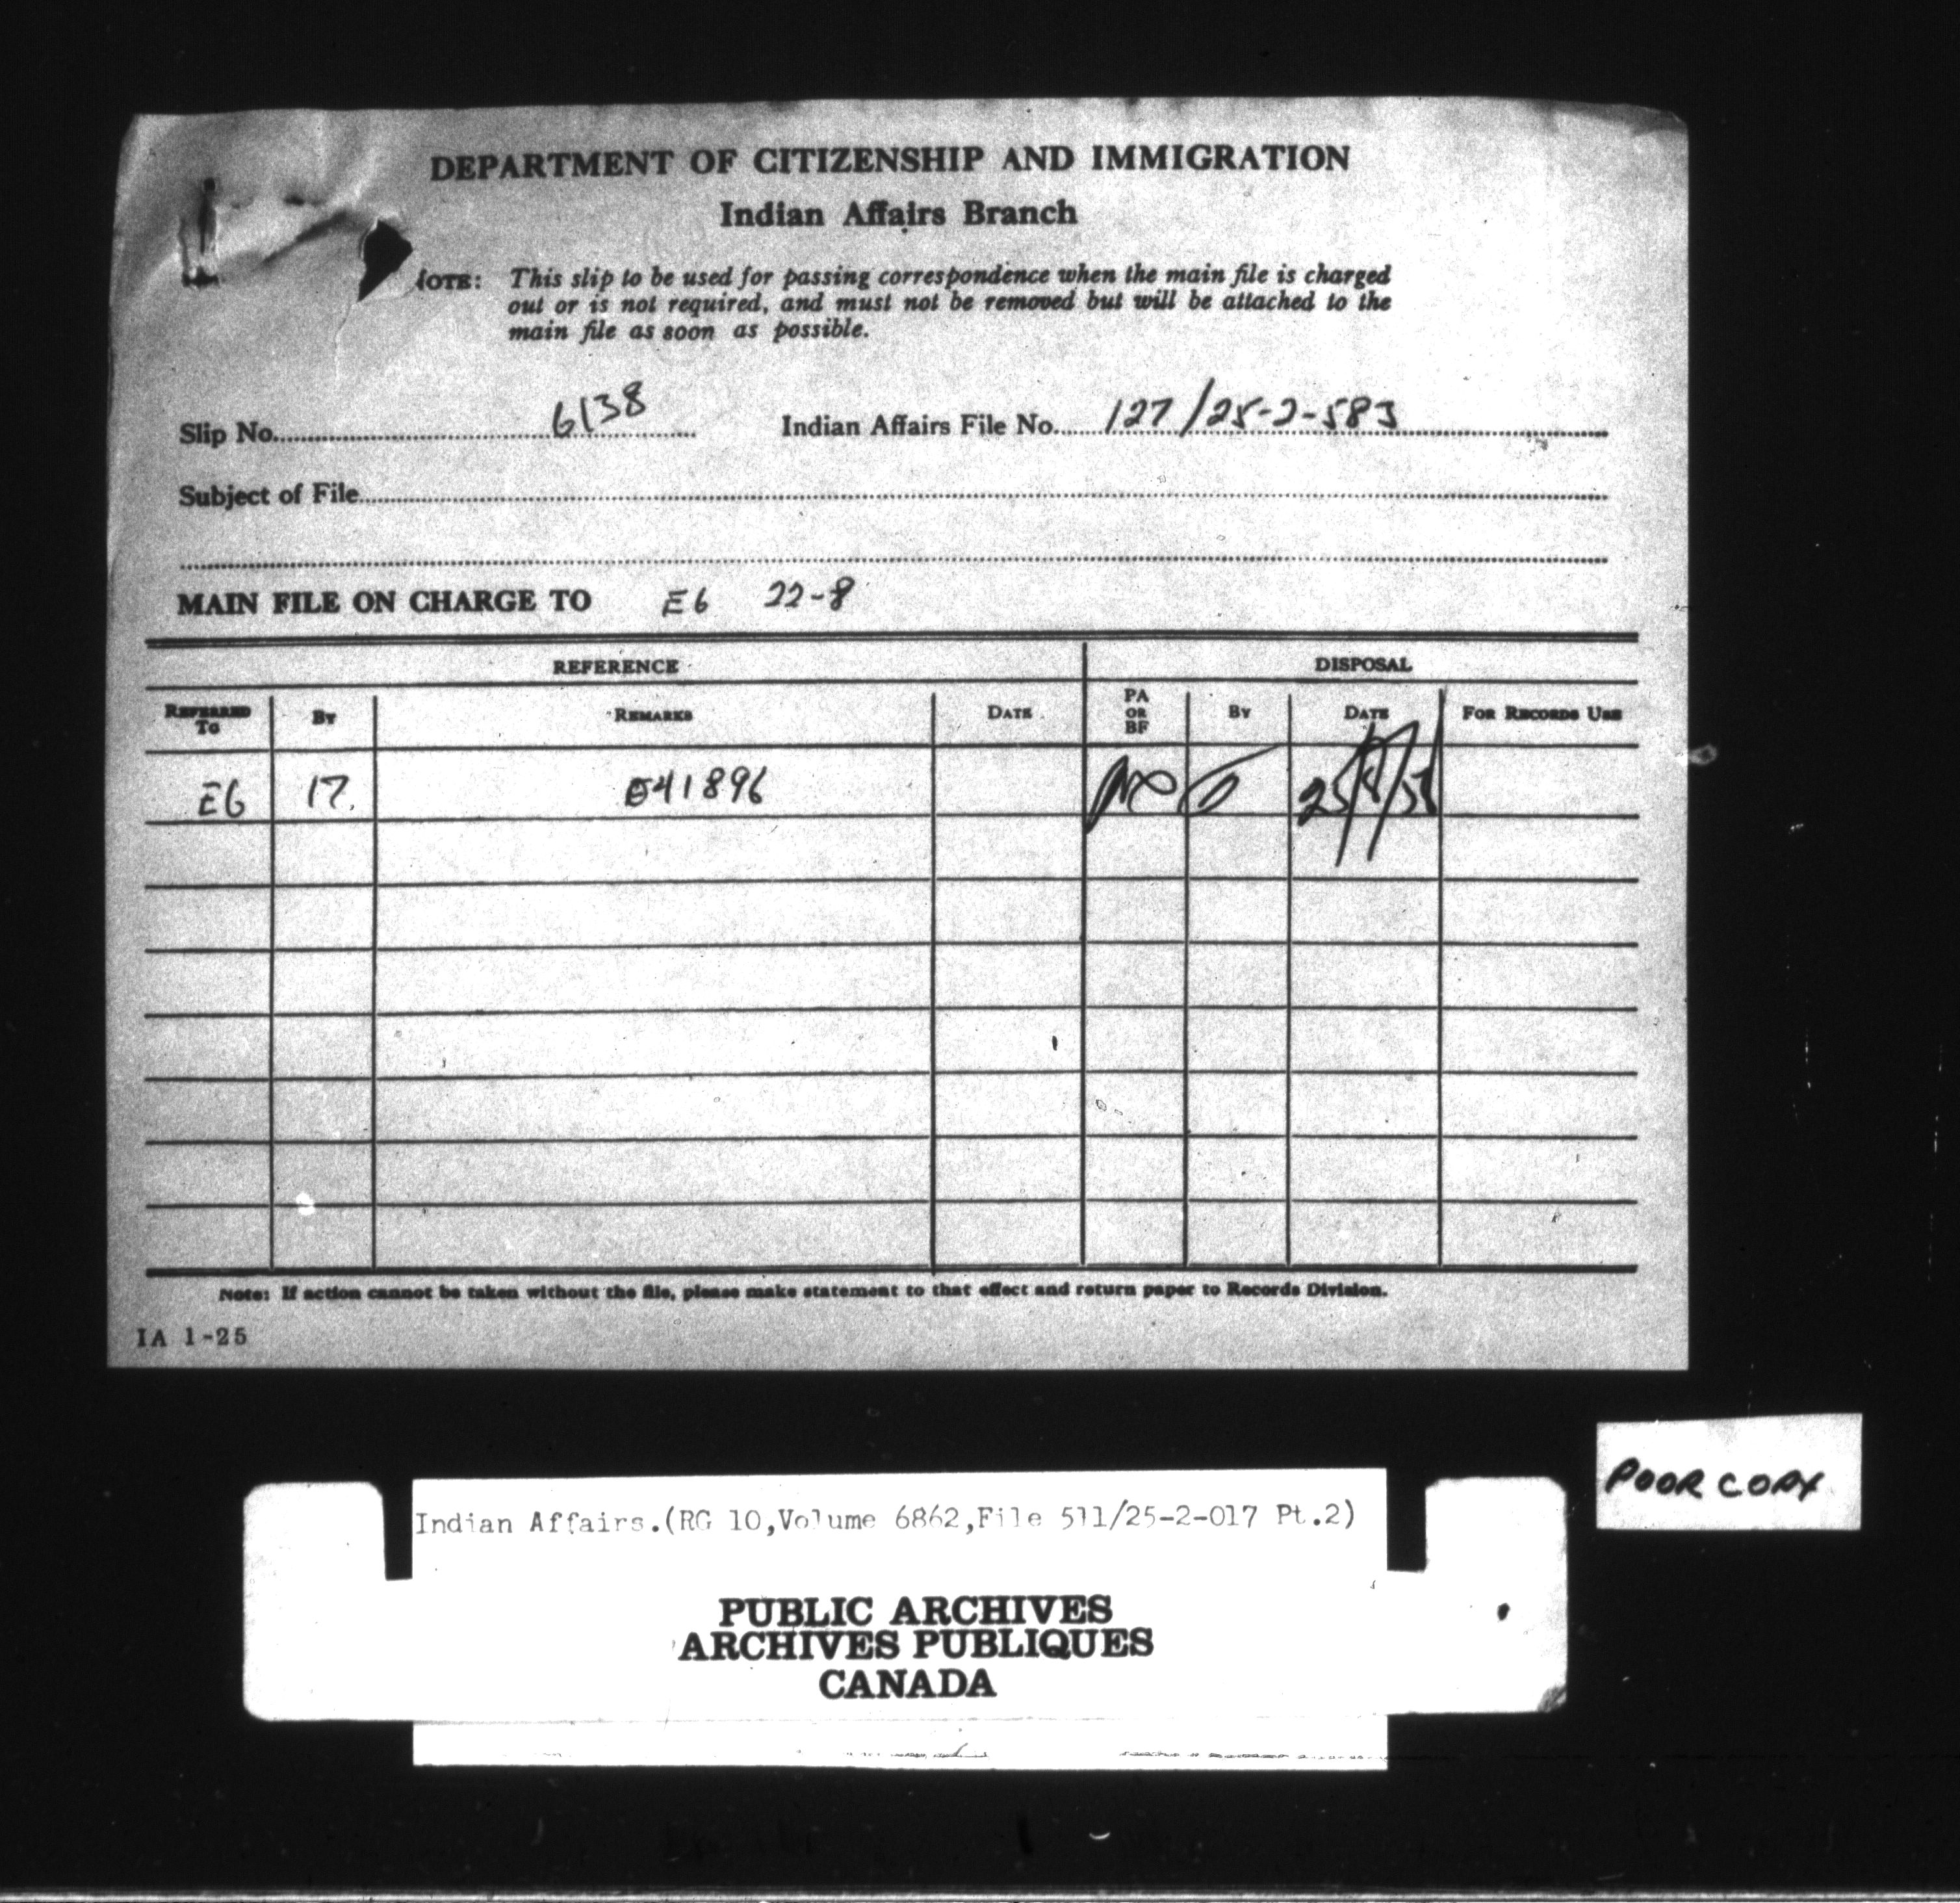 DEPARTMENT OF CITIZENSHIP AND IMMIGRATION
Indian Affairs Branch
NOTE: This slip to be used for passing correspondence when the main file is charged
out or is not required, and must not be removed but will be attached to the
main file as soon as possible.
Slip No. 6138 Indian Affairs File No. 127/25-2-583
Subject of File
MAIN FILE ON CHARGE TO E6 22-8
REFERENCE DISPOSAL
REFERRED TO BY REMARKS DATE PA OR BF BY DATE FOR RECORDS USE
E6 17. 041896 25/8/
Note: If action cannot be taken without the file, please make statement to that effect and return paper to Records Division.
IA 1-25
POOR COPY
Indian Affairs.(RG 10,Volume 6862,File 511/25-2-017 Pt.2)
PUBLIC ARCHIVES
ARCHIVES PUBLIQUES
CANADA